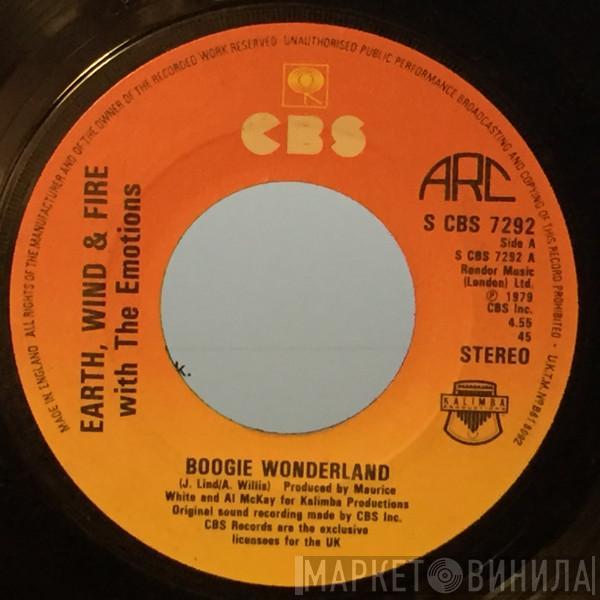 MADE IN ENGLAND ALL RIGHTS OF THE MANUFACTURER AND OF THE OWNER OF THE RECORDED WORK RESERVED UNAUTHORISED PUBLIC PERFORMANCE BROADCASTING AND COPYING OF THIS RECORD PROHIBITED · U.K.T.M.Nº B618092
CBS
ARC
S CBS 7292
Side A
S CBS 7292 A
Rondor Music
(London) Ltd.
℗ 1979
CBS Inc.
4.55
45
STEREO
EARTH, WIND & FIRE
with The Emotions
KALIMBA
PRODUCTIONS
BOOGIE WONDERLAND
(J. Lind/A. Willis) Produced by Maurice
White and Al McKay for Kalimba Productions
Original sound recording made by CBS Inc.
CBS Records are the exclusive
licensees for the UK
МАРКЕТ ВИНИЛА